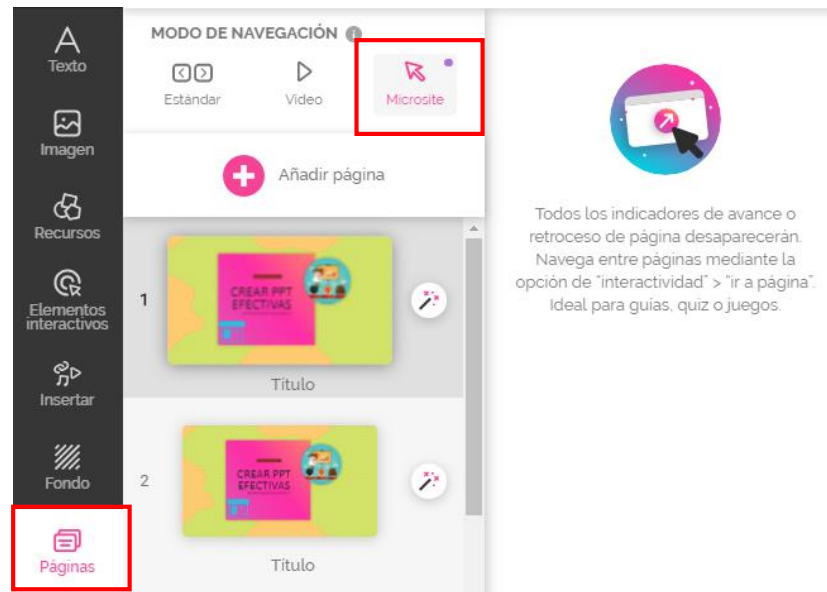 Texto
Imagen
Recursos
Elementos
interactivos
Insertar
Fondo
Páginas
MODO DE NAVEGACIÓN
Estándar
Video
Microsite
Añadir página
1
CREAR PPT
EFECTIVAS
Título
2
CREAR PPT
EFECTIVAS
Título
Todos los indicadores de avance o
retroceso de página desaparecerán.
Navega entre páginas mediante la
opción de "interactividad" > "ir a página".
Ideal para guías, quiz o juegos.